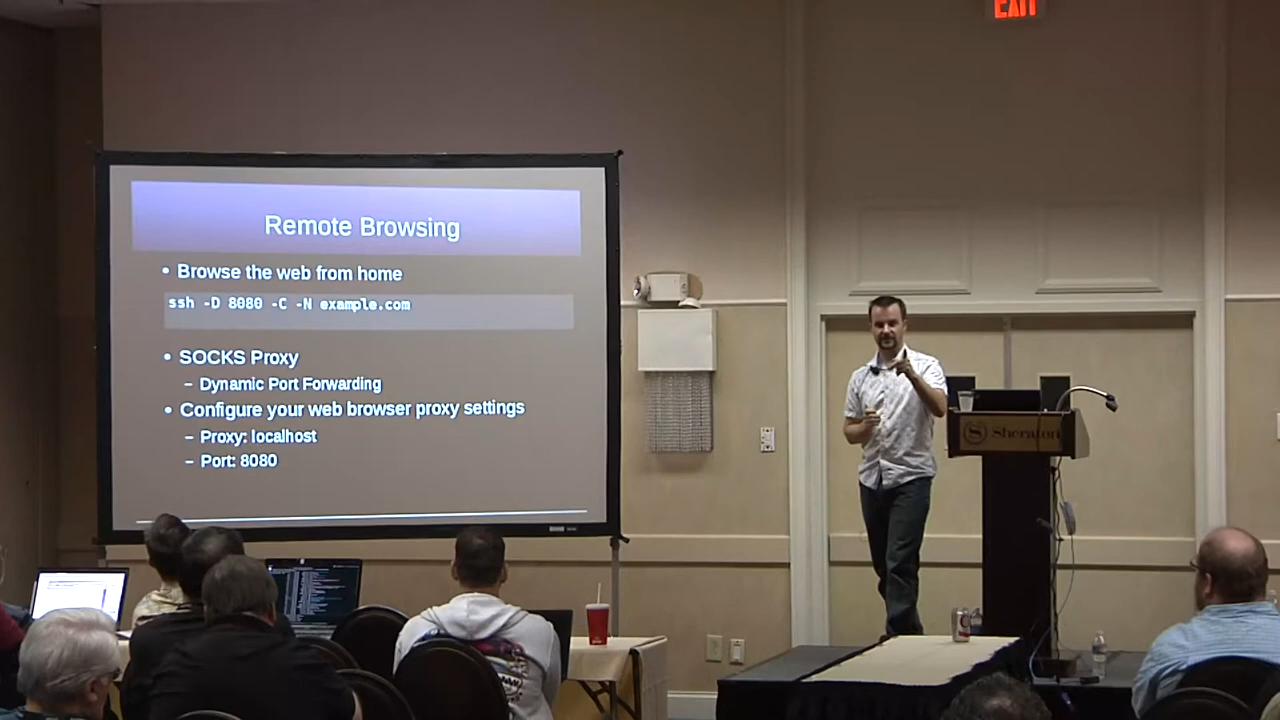 EXIT
Remote Browsing
• Browse the web from home
ssh -D 8080 -C -N example.com
• SOCKS Proxy
– Dynamic Port Forwarding
• Configure your web browser proxy settings
– Proxy: localhost
– Port: 8080
S Sheraton